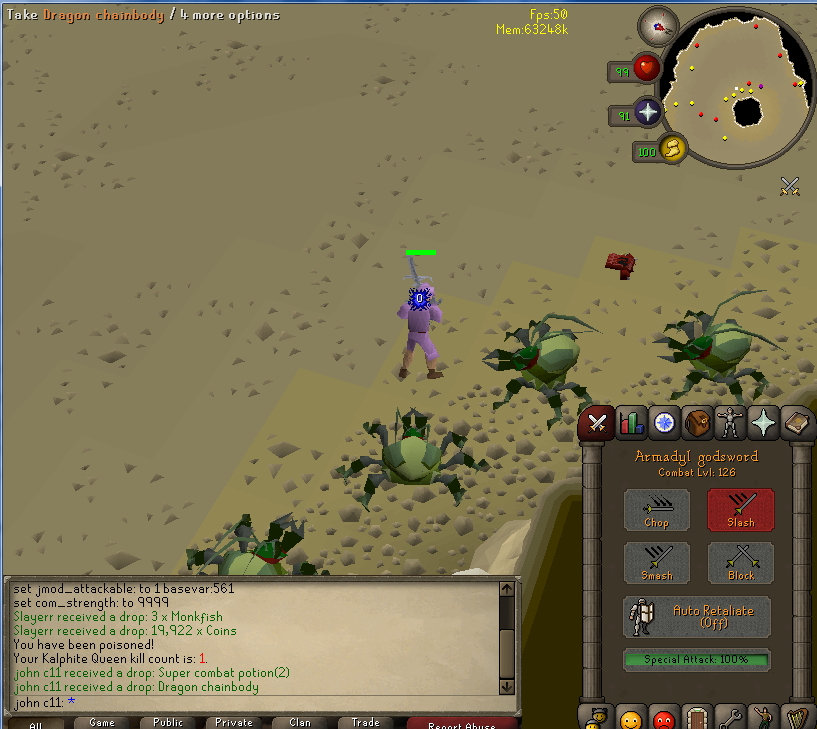 Take Dragon chainbody / 4 more options
Fps:50
Mem:63248k
99
91
100
0
Armadyl godsword
Combat Lvl: 126
Chop
Slash
Smash
Block
Auto Retaliate
(Off)
Special Attack: 100%
set jmod_attackable: to 1 basevar:561
set com_strength: to 9999
Slayerr received a drop: 3 x Monkfish
Slayerr received a drop: 19,922 x Coins
You have been poisoned!
Your Kalphite Queen kill count is: 1.
john c11 received a drop: Super combat potion(2)
john c11 received a drop: Dragon chainbody
john c11: *
All
Game
Public
Private
Clan
Trade
Report Abuse